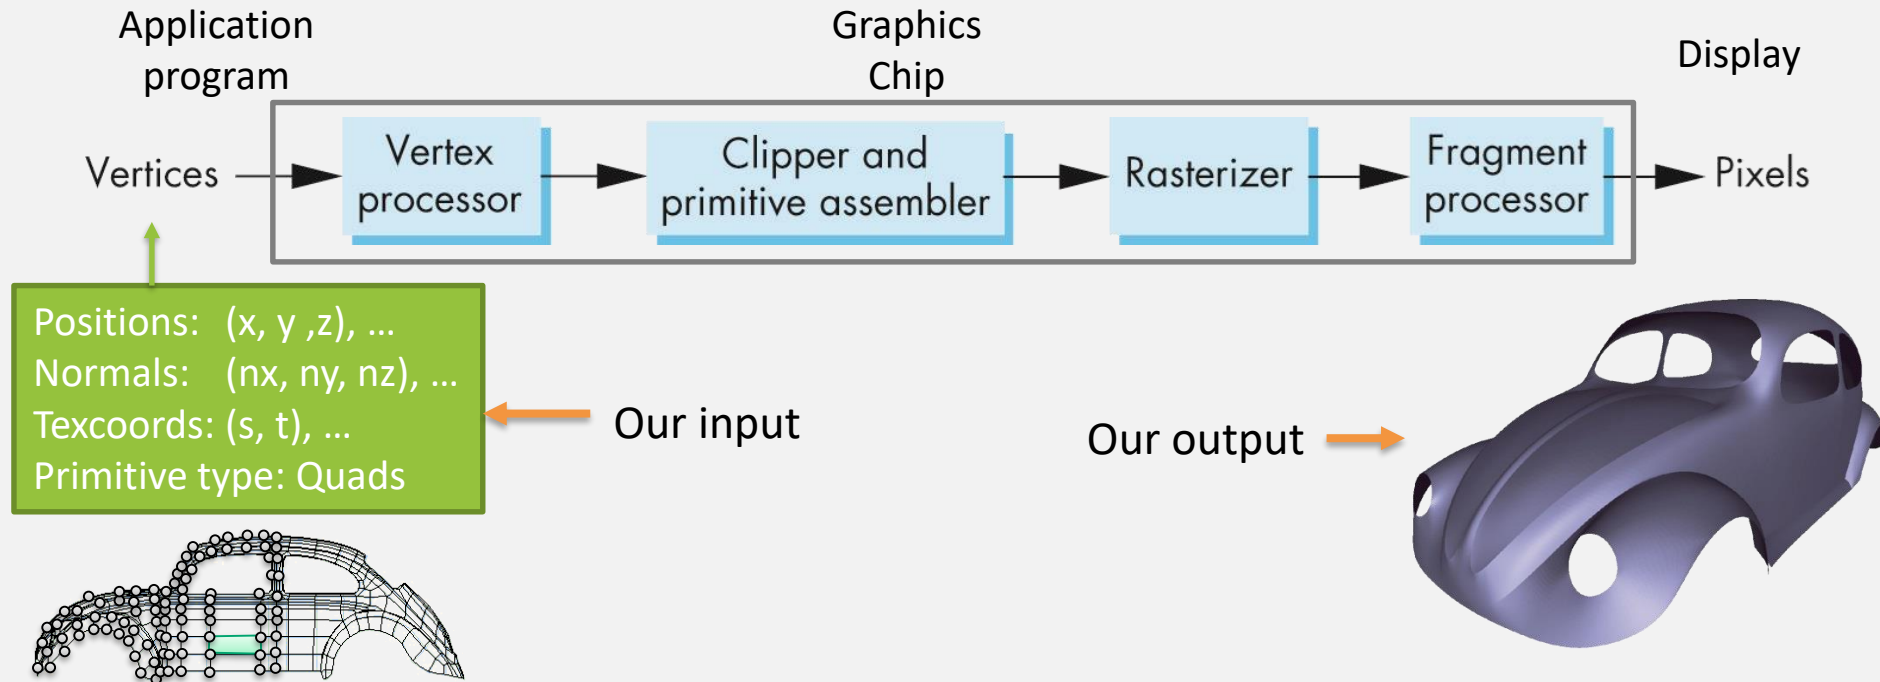 Application
program
Graphics
Chip
Display
Vertices
Vertex
processor
Clipper and
primitive assembler
Rasterizer
Fragment
processor
Pixels
Positions: (x, y ,z), ...
Normals: (nx, ny, nz), ...
Texcoords: (s, t), ...
Primitive type: Quads
Our input
Our output